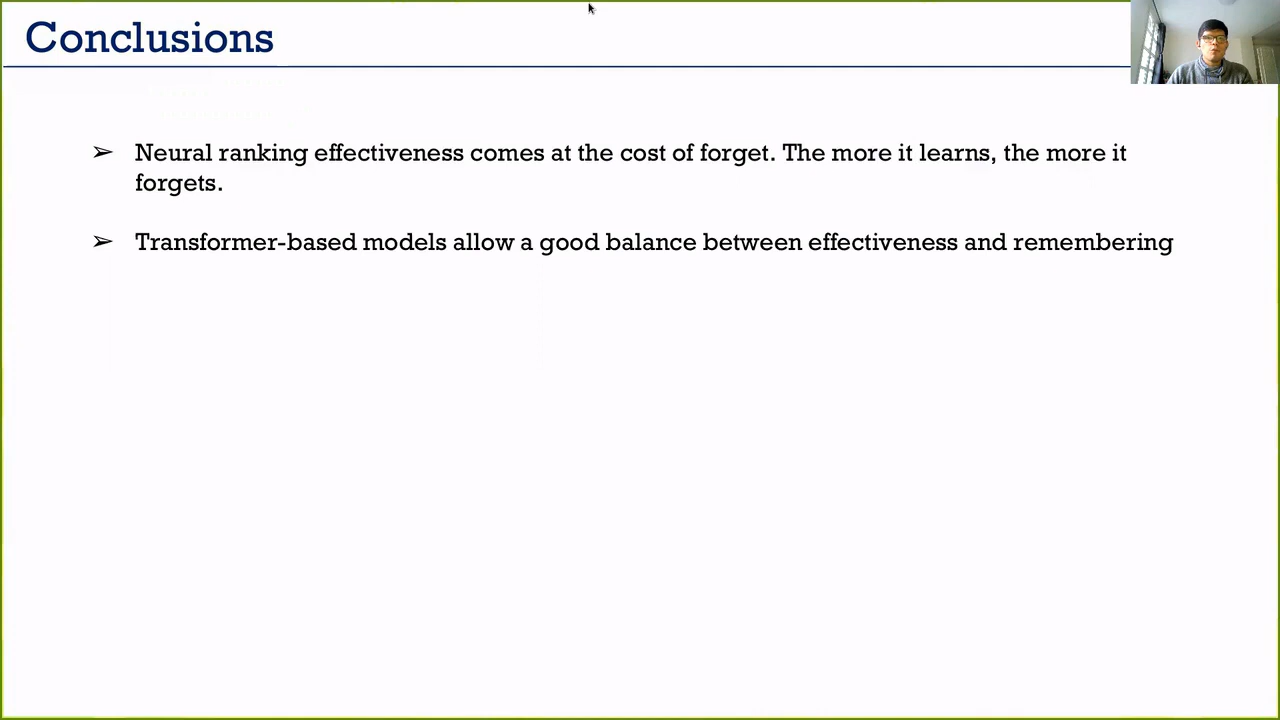 Conclusions
➢ Neural ranking effectiveness comes at the cost of forget. The more it learns, the more it
forgets.
➢ Transformer-based models allow a good balance between effectiveness and remembering